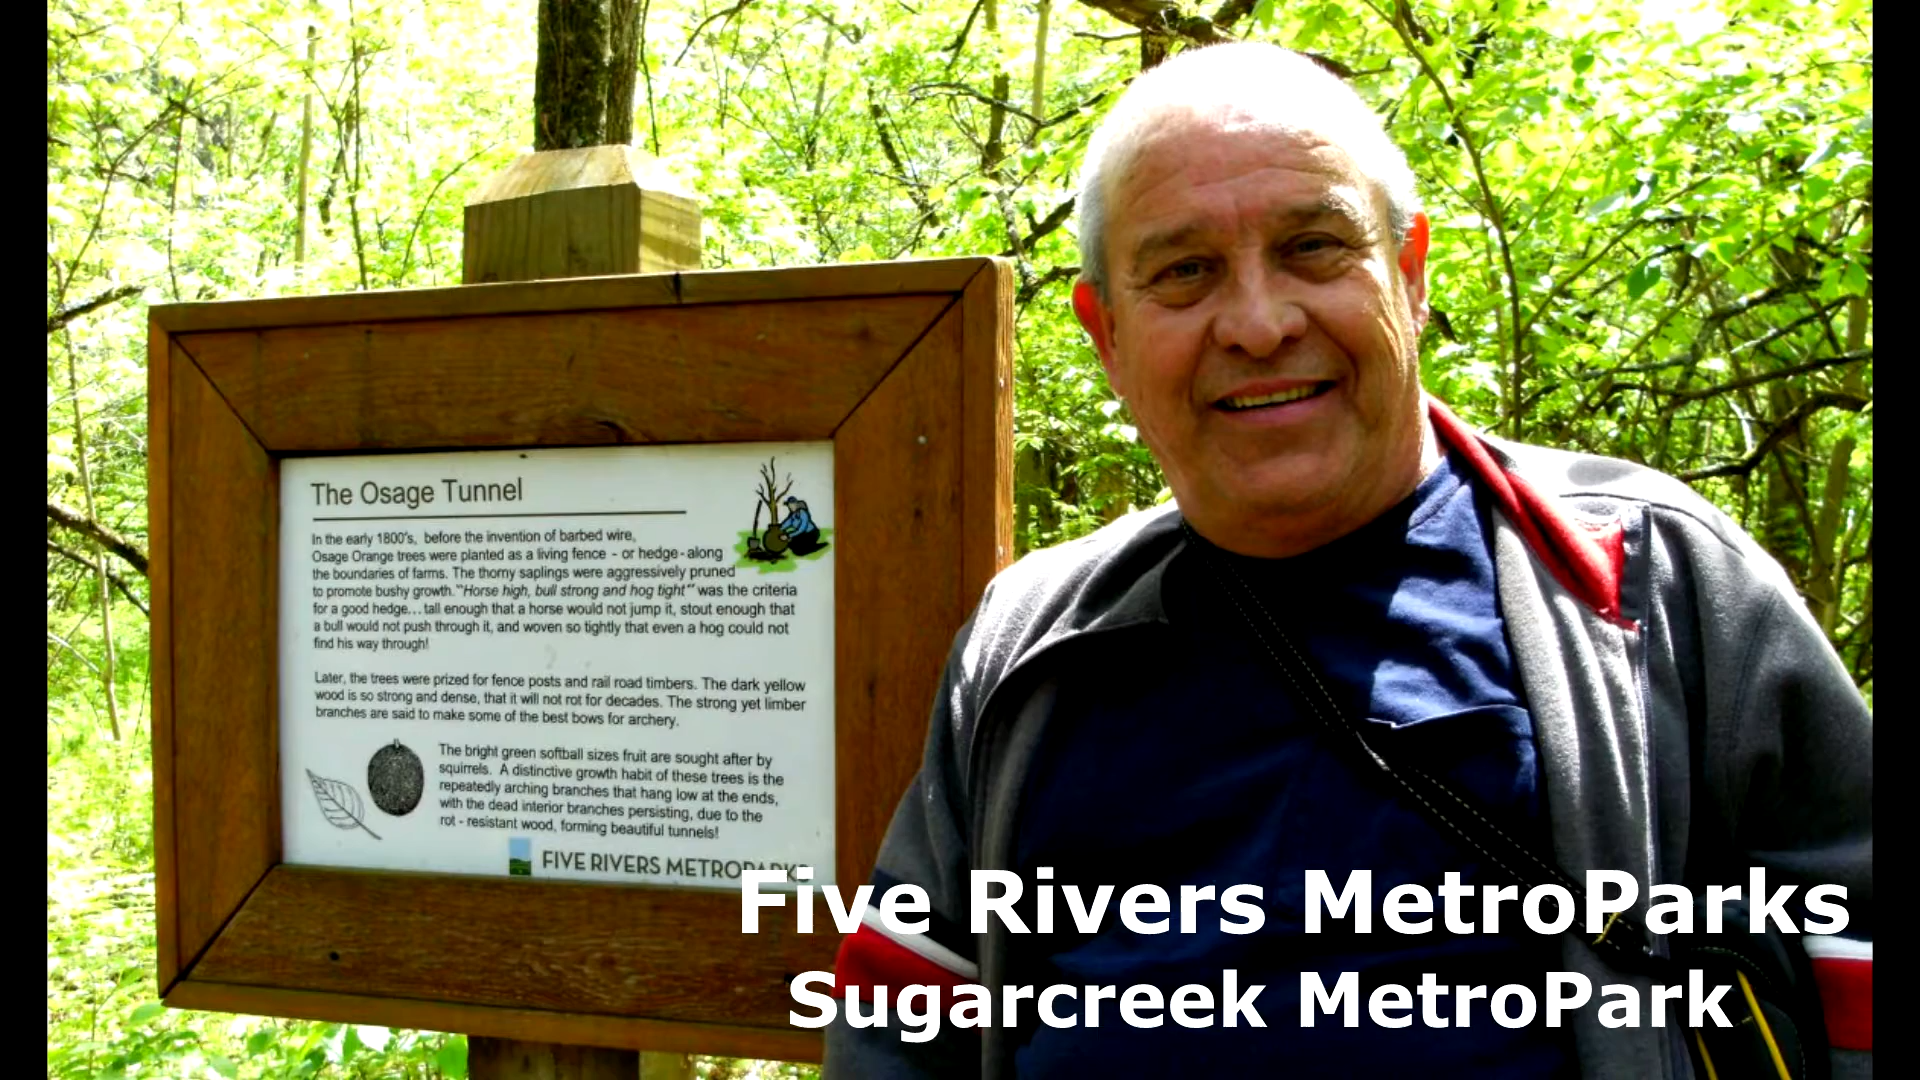 The Osage Tunnel
In the early 1800's, before the invention of barbed wire,
Osage Orange trees were planted as a living fence - or hedge - along
the boundaries of farms. The thorny saplings were aggressively pruned
to promote bushy growth. "Horse high, bull strong and hog tight" was the criteria
for a good hedge... tall enough that a horse would not jump it, stout enough that
a bull would not push through it, and woven so tightly that even a hog could not
find his way through!
Later, the trees were prized for fence posts and rail road timbers. The dark yellow
wood is so strong and dense, that it will not rot for decades. The strong yet limber
branches are said to make some of the best bows for archery.
The bright green softball sizes fruit are sought after by
squirrels. A distinctive growth habit of these trees is the
repeatedly arching branches that hang low at the ends,
with the dead interior branches persisting, due to the
rot - resistant wood, forming beautiful tunnels!
FIVE RIVERS METROPARKS
Five Rivers MetroParks
Sugarcreek MetroPark